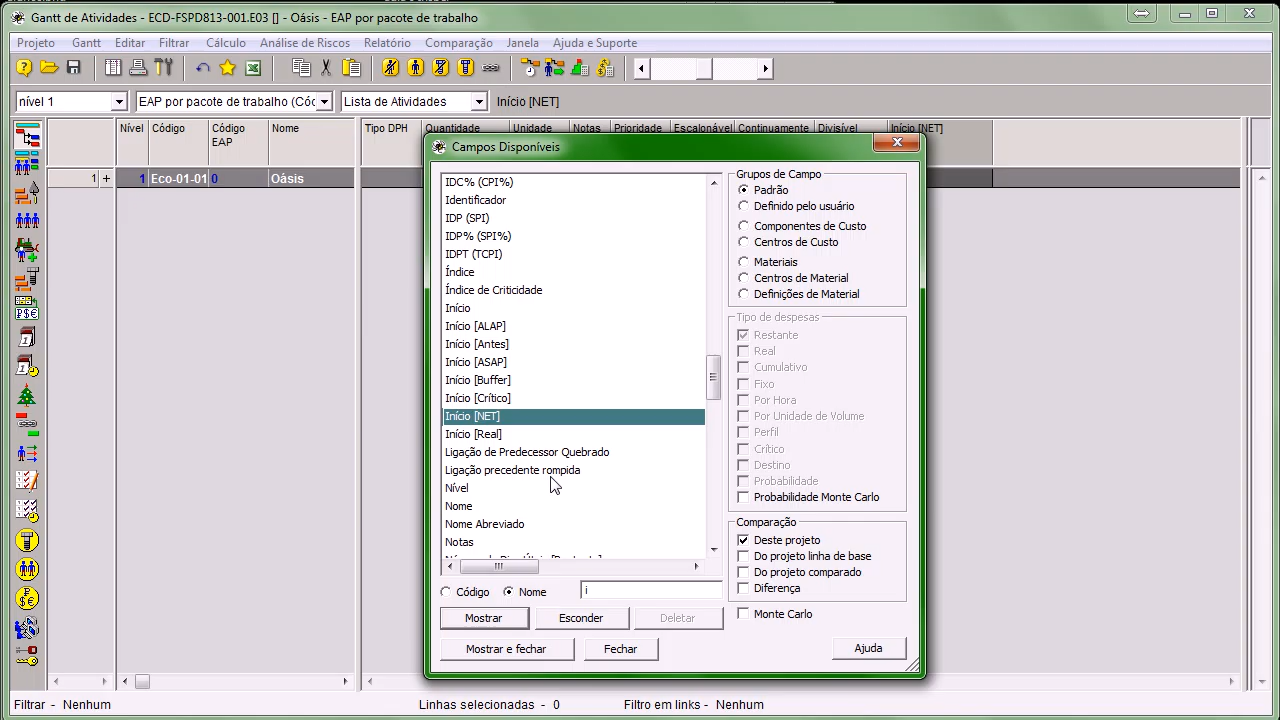 Gantt de Atividades - ECD-FSPD813-001.E03 [] - Oásis - EAP por pacote de trabalho
Projeto Gantt Editar Filtrar Cálculo Análise de Riscos Relatório Comparação Janela Ajuda e Suporte
nível 1 EAP por pacote de trabalho (Cód Lista de Atividades Início [NET]
Nível Código Código EAP Nome Tipo DPH Quantidade Unidade Notas Prioridade Escalonável Continuamente Divisível Início [NET]
1 + 1 Eco-01-01 0 Oásis
Campos Disponíveis
IDC% (CPI%)
Identificador
IDP (SPI)
IDP% (SPI%)
IDPT (TCPI)
Índice
Índice de Criticidade
Início
Início [ALAP]
Início [Antes]
Início [ASAP]
Início [Buffer]
Início [Crítico]
Início [NET]
Início [Real]
Ligação de Predecessor Quebrado
Ligação precedente rompida
Nível
Nome
Nome Abreviado
Notas
Código Nome i
Mostrar Esconder Deletar
Mostrar e fechar Fechar
Grupos de Campo
Padrão
Definido pelo usuário
Componentes de Custo
Centros de Custo
Materiais
Centros de Material
Definições de Material
Tipo de despesas
Restante
Real
Cumulativo
Fixo
Por Hora
Por Unidade de Volume
Perfil
Crítico
Destino
Probabilidade
Probabilidade Monte Carlo
Comparação
Deste projeto
Do projeto linha de base
Do projeto comparado
Diferença
Monte Carlo
Ajuda
Filtrar - Nenhum Linhas selecionadas - 0 Filtro em links - Nenhum